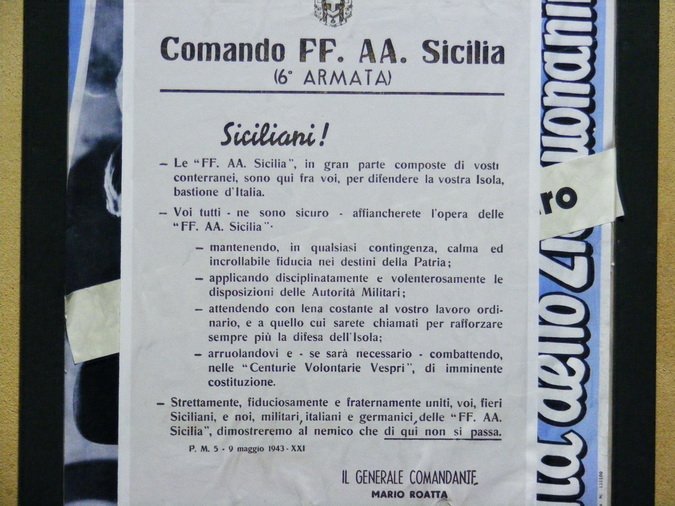 Comando FF. AA. Sicilia
(6ª ARMATA)
Siciliani!
— Le "FF. AA. Sicilia", in gran parte composte di vosti
conterranei, sono qui fra voi, per difendere la vostra Isola,
bastione d'Italia.
— Voi tutti - ne sono sicuro - affiancherete l'opera delle
"FF. AA. Sicilia".
— mantenendo, in qualsiasi contingenza, calma ed
incrollabile fiducia nei destini della Patria;
— applicando disciplinatamente e volenterosamente le
disposizioni delle Autorità Militari;
— attendendo con lena costante al vostro lavoro ordi-
nario, e a quello cui sarete chiamati per rafforzare
sempre più la difesa dell'Isola;
— arruolandovi e - se sarà necessario - combattendo,
nelle "Centurie Volontarie Vespri", di imminente
costituzione.
— Strettamente, fiduciosamente e fraternamente uniti, voi, fieri
Siciliani, e noi, militari italiani e germanici delle "FF. AA.
Sicilia", dimostreremo al nemico che di qui non si passa.
P. M. 5 - 9 maggio 1943 - XXI
IL GENERALE COMANDANTE
MARIO ROATTA
dello
ro